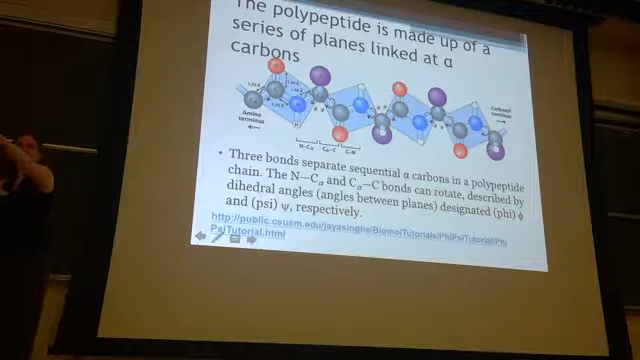 The polypeptide is made up of a
series of planes linked at α
carbons
Carboxyl
terminus
Amino
terminus
N–Cα
Cα–C
C–N
• Three bonds separate sequential α carbons in a polypeptide
chain. The N—Cα and Cα—C bonds can rotate, described by
dihedral angles (angles between planes) designated (phi) ϕ
and (psi) ψ, respectively.
http://public.csusm.edu/jayasinghe/BiomolTutorials/PhiPsiTutorial/Phi
PsiTutorial.html